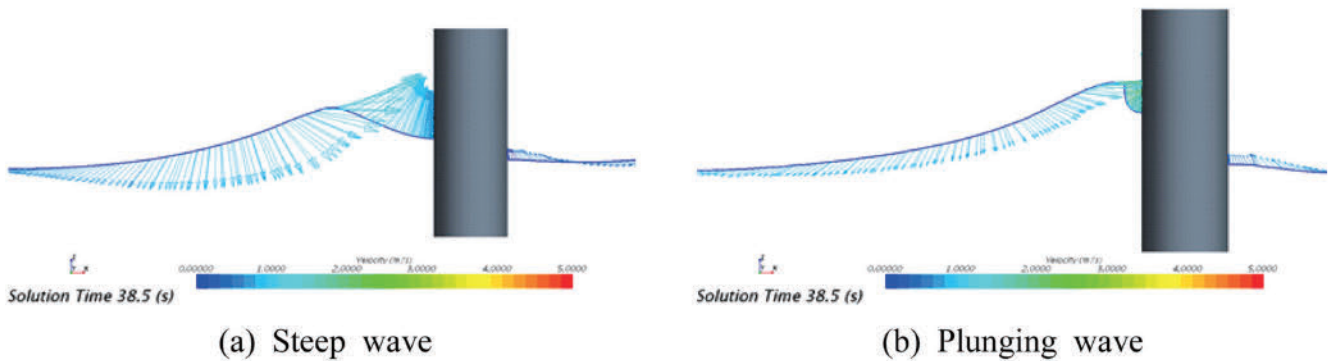 Velocity (m/s)
0.00000 1.0000 2.0000 3.0000 4.0000 5.0000
Solution Time 38.5 (s)
(a) Steep wave
Velocity (m/s)
0.00000 1.0000 2.0000 3.0000 4.0000 5.0000
Solution Time 38.5 (s)
(b) Plunging wave